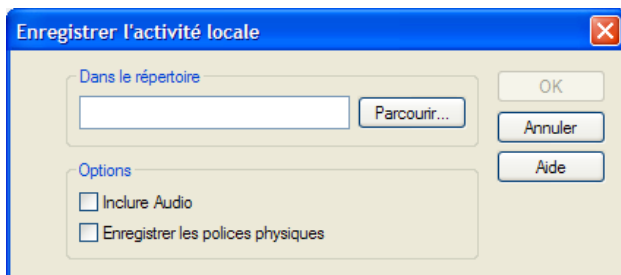 Enregistrer l'activité locale
Dans le répertoire
Parcourir...
OK
Annuler
Aide
Options
Inclure Audio
Enregistrer les polices physiques